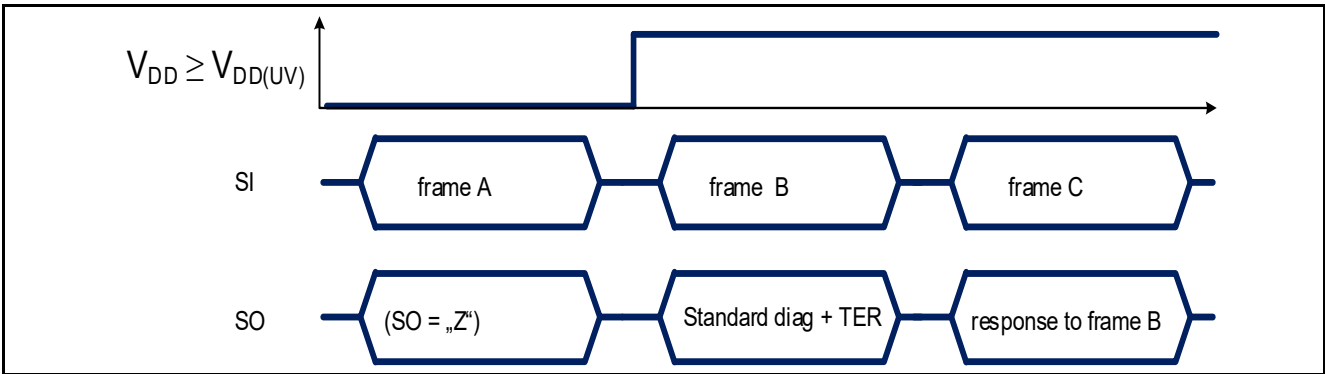 VDD ≥ VDD(UV)
SI
frame A
frame B
frame C
SO
(SO = „Z“)
Standard diag + TER
response to frame B